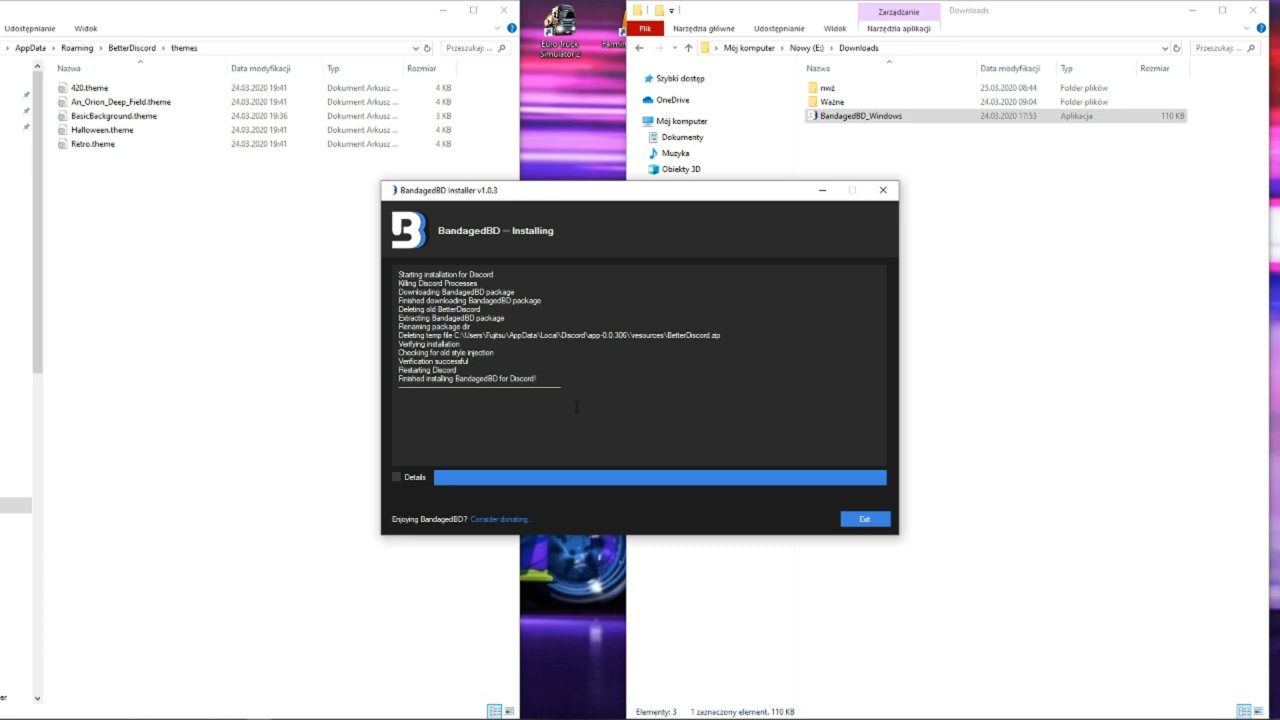 Udostępnianie Widok
AppData Roaming BetterDiscord themes
Przeszukaj: ...
Nazwa Data modyfikacji Typ Rozmiar
420.theme 24.03.2020 19:41 Dokument Arkusz ... 4 KB
An_Orion_Deep_Field.theme 24.03.2020 19:41 Dokument Arkusz ... 4 KB
BasicBackground.theme 24.03.2020 19:36 Dokument Arkusz ... 3 KB
Halloween.theme 24.03.2020 19:41 Dokument Arkusz ... 4 KB
Retro.theme 24.03.2020 19:41 Dokument Arkusz ... 4 KB
Euro Truck
Simulator 2
Zarządzanie
Downloads
Plik Narzędzia główne Udostępnianie Widok Narzędzia aplikacji
Mój komputer Nowy (E:) Downloads
Przeszukaj: ...
Szybki dostęp
OneDrive
Mój komputer
Dokumenty
Muzyka
Obiekty 3D
Nazwa Data modyfikacji Typ Rozmiar
nwż 25.03.2020 08:44 Folder plików
Ważne 24.03.2020 09:04 Folder plików
BandagedBD_Windows 24.03.2020 17:53 Aplikacja 110 KB
BandagedBD Installer v1.0.3
BandagedBD — Installing
Starting installation for Discord
Killing Discord Processes
Downloading BandagedBD package
Finished downloading BandagedBD package
Deleting old BetterDiscord
Extracting BandagedBD package
Renaming package dir
Deleting temp file C:\Users\Fujitsu\AppData\Local\Discord\app-0.0.306\\resources\BetterDiscord.zip
Verifying installation
Checking for old style injection
Verification successful
Restarting Discord
Finished installing BandagedBD for Discord!
Details
Enjoying BandagedBD? Consider donating.
Exit
er
Elementy: 3 1 zaznaczony element. 110 KB